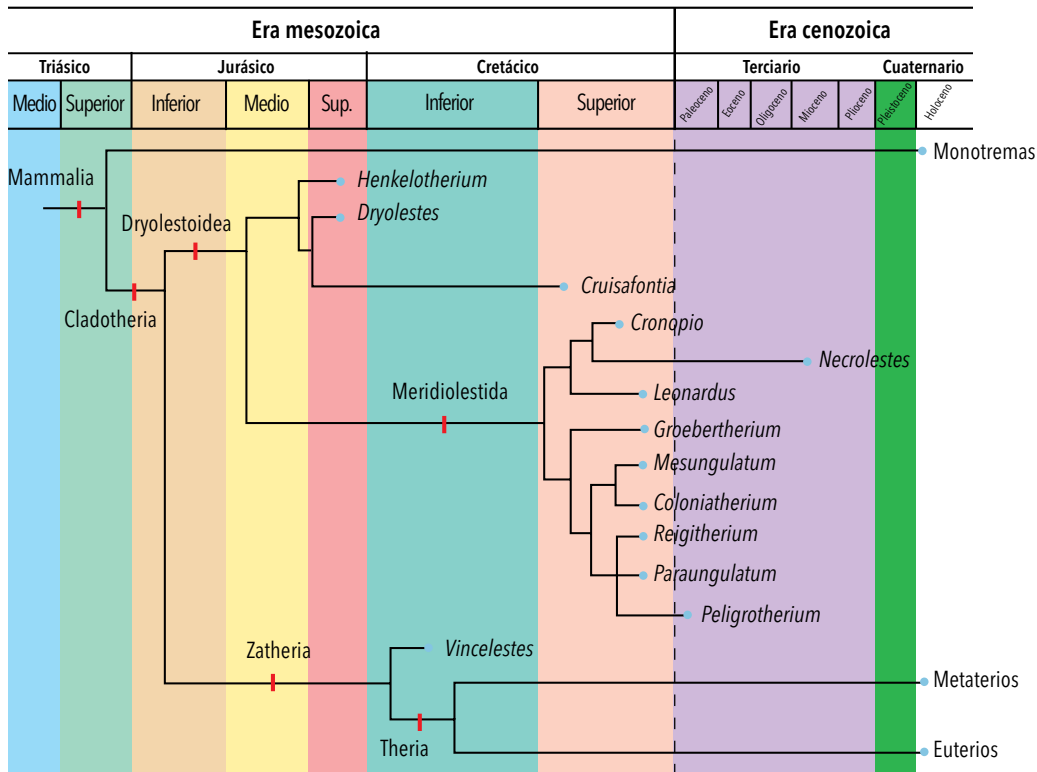 Era mesozoica Era cenozoica
Triásico Jurásico Cretácico Terciario Cuaternario
Medio Superior Inferior Medio Sup. Inferior Superior Paleoceno Eoceno Oligoceno Mioceno Plioceno Pleistoceno Holoceno
Monotremas
Mammalia
Henkelotherium
Dryolestes
Dryolestoidea
Cruisafontia
Cladotheria
Cronopio
Necrolestes
Meridiolestida
Leonardus
Groebertherium
Mesungulatum
Coloniatherium
Reigitherium
Paraungulatum
Peligrotherium
Zatheria
Vincelestes
Metaterios
Theria
Euterios